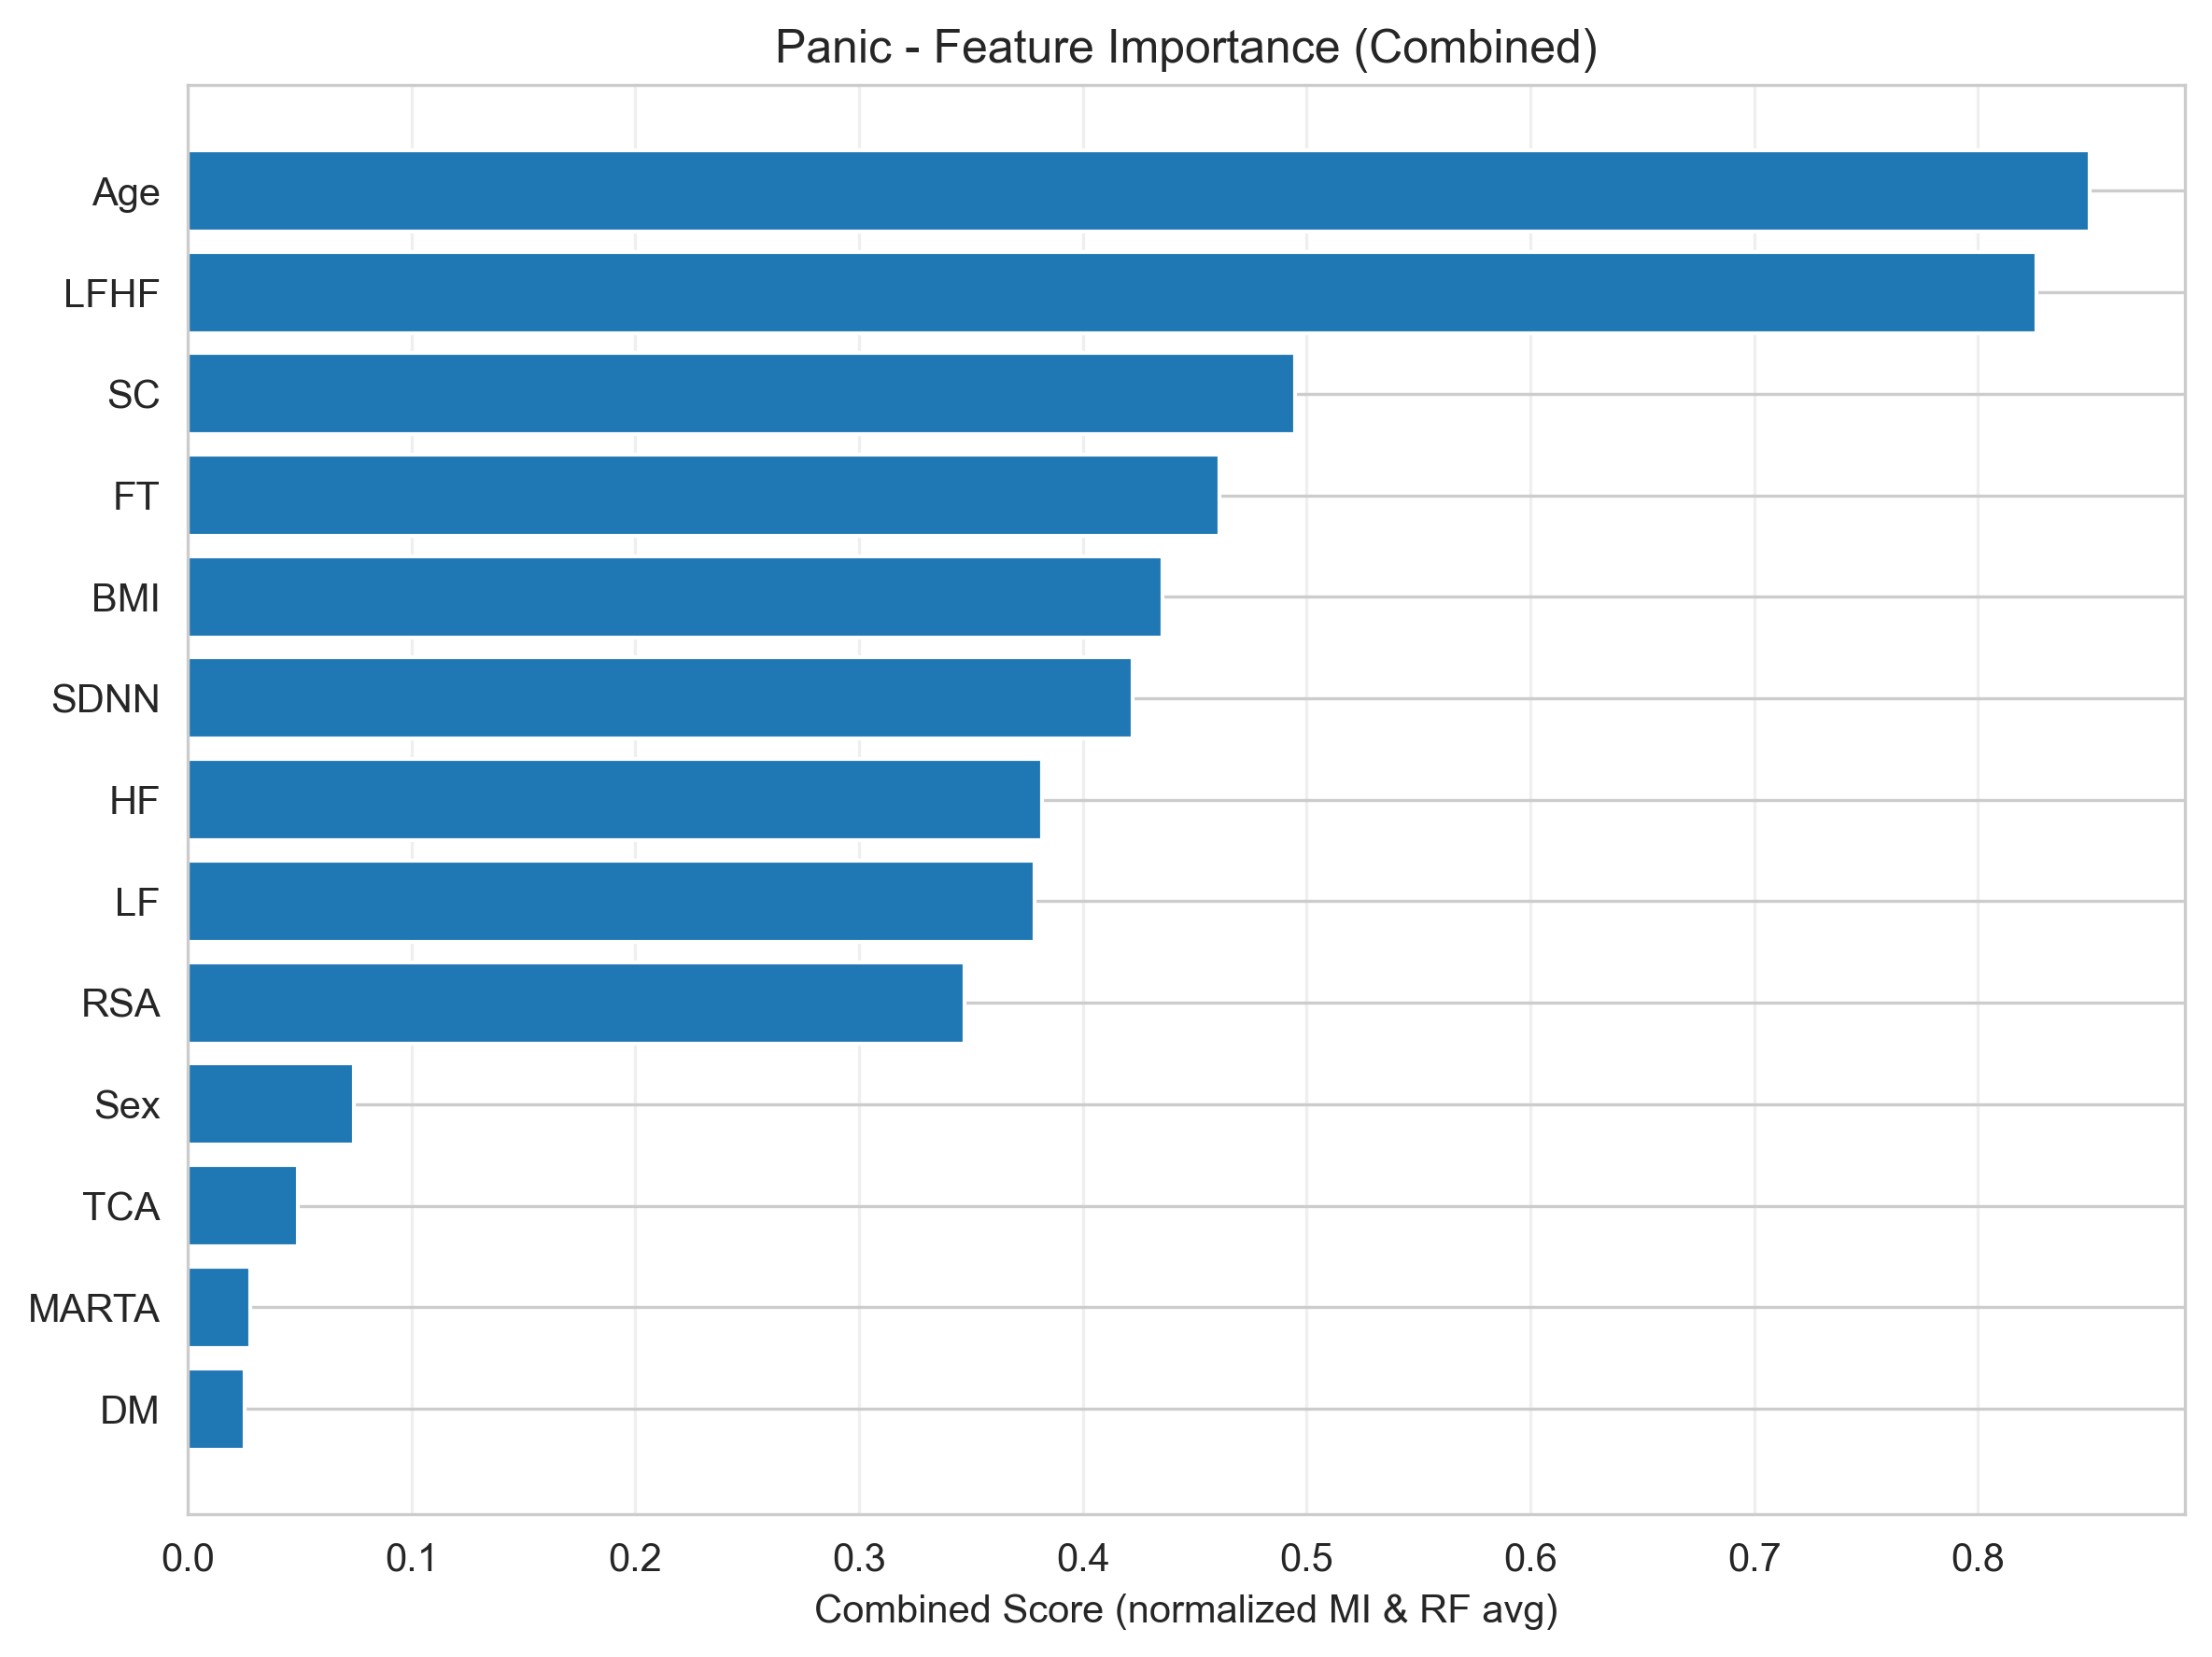 Panic - Feature Importance (Combined)
Age
LFHF
SC
FT
BMI
SDNN
HF
LF
RSA
Sex
TCA
MARTA
DM
0.0 0.1 0.2 0.3 0.4 0.5 0.6 0.7 0.8
Combined Score (normalized MI & RF avg)